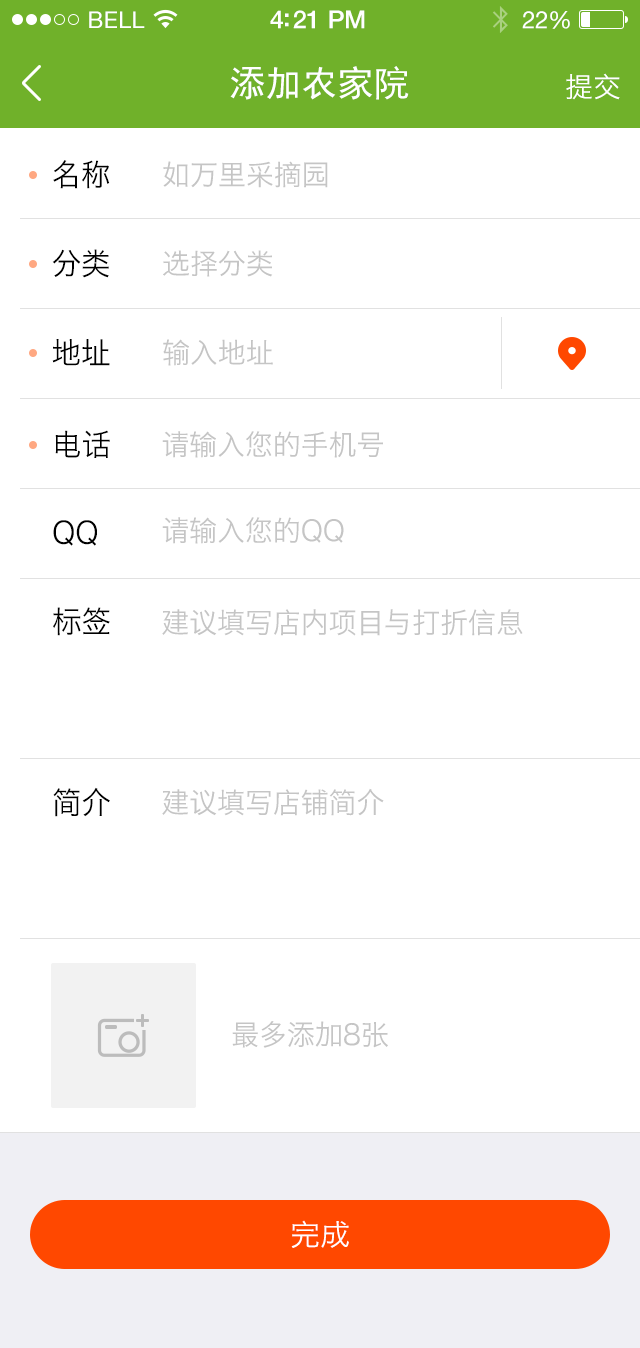 BELL 4:21 PM 22%
添加农家院 提交
名称 如万里采摘园
分类 选择分类
地址 输入地址
电话 请输入您的手机号
QQ 请输入您的QQ
标签 建议填写店内项目与打折信息
简介 建议填写店铺简介
最多添加8张
完成